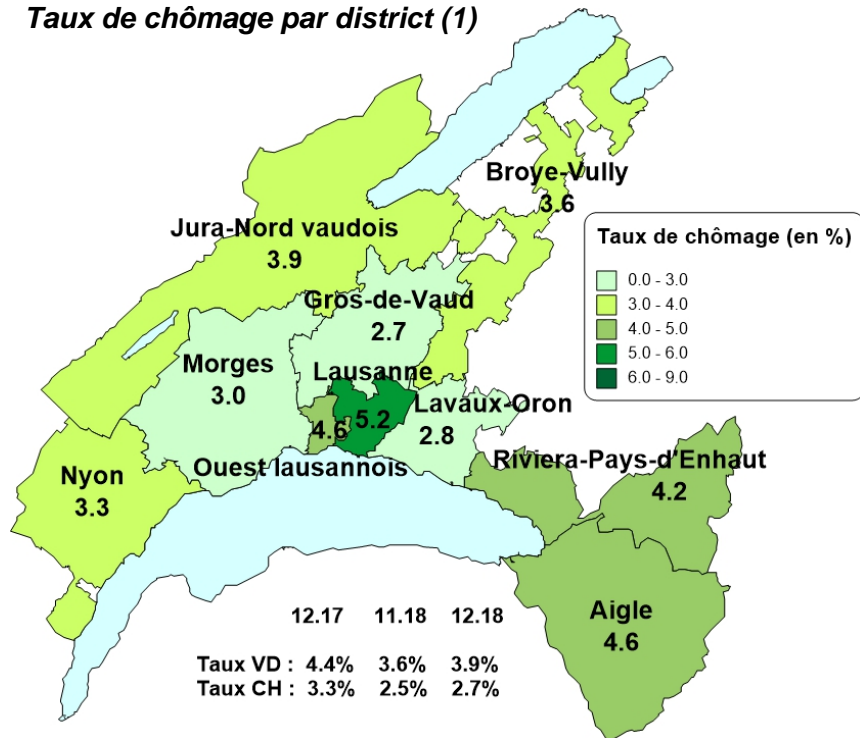 Taux de chômage par district (1)
Broye-Vully
3.6
Jura-Nord vaudois
3.9
Taux de chômage (en %)
0.0 - 3.0
3.0 - 4.0
4.0 - 5.0
5.0 - 6.0
6.0 - 9.0
Gros-de-Vaud
2.7
Morges
3.0
Lausanne
5.2
4.6
Ouest lausannois
Lavaux-Oron
2.8
Nyon
3.3
Riviera-Pays-d'Enhaut
4.2
Aigle
4.6
12.17 11.18 12.18
Taux VD : 4.4% 3.6% 3.9%
Taux CH : 3.3% 2.5% 2.7%